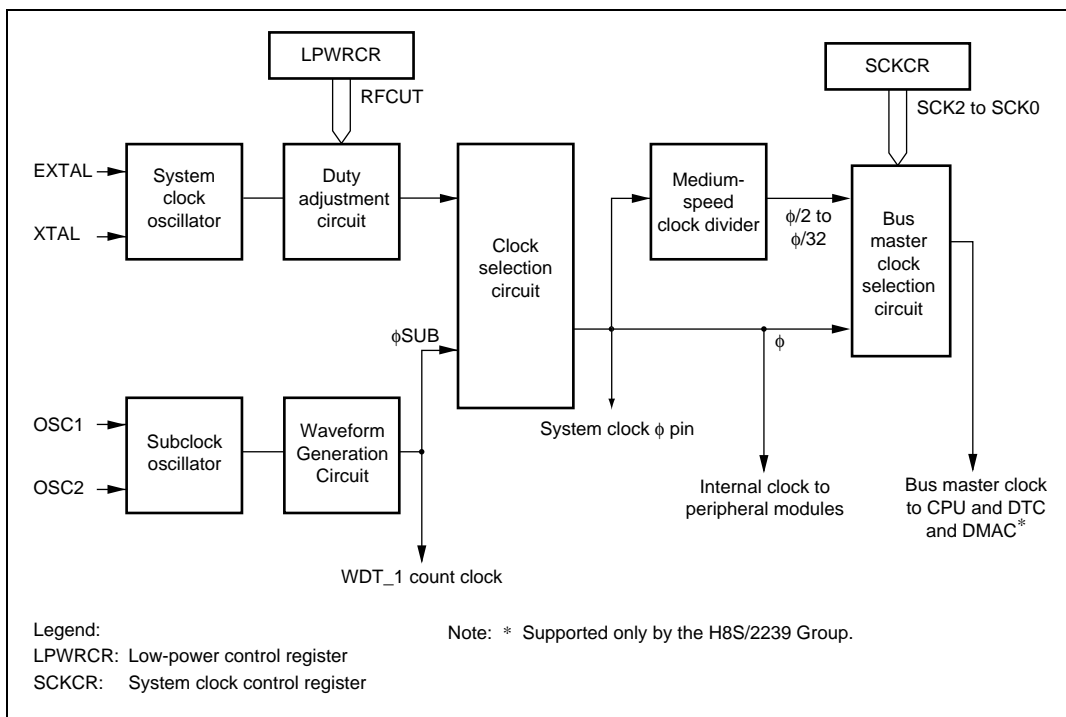 LPWRCR
RFCUT
SCKCR
SCK2 to SCK0
EXTAL
XTAL
System
clock
oscillator
Duty
adjustment
circuit
Clock
selection
circuit
Medium-
speed
clock divider
ϕ/2 to
ϕ/32
Bus
master
clock
selection
circuit
ϕSUB
ϕ
OSC1
OSC2
Subclock
oscillator
Waveform
Generation
Circuit
System clock ϕ pin
Internal clock to
peripheral modules
Bus master clock
to CPU and DTC
and DMAC*
WDT_1 count clock
Legend:
LPWRCR: Low-power control register
SCKCR: System clock control register
Note: * Supported only by the H8S/2239 Group.